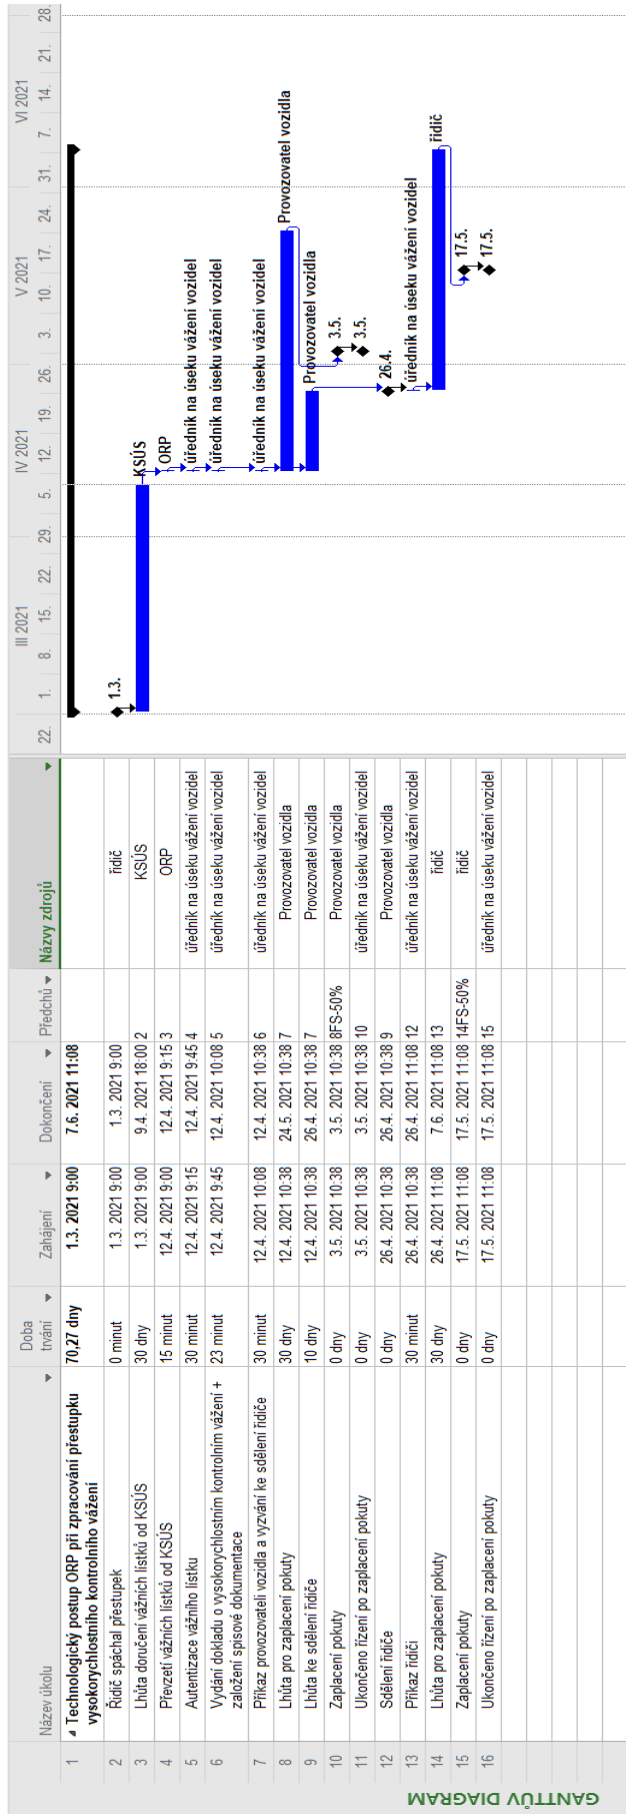 GANTTŮV DIAGRAM
Název úkolu Doba trvání Zahájení Dokončení Předchů Názvy zdrojů
1 Technologický postup ORP při zpracování přestupku vysokorychlostního kontrolního vážení 70,27 dny 1.3. 2021 9:00 7.6. 2021 11:08
2 Řidič spáchal přestupek 0 minut 1.3. 2021 9:00 1.3. 2021 9:00 řidič
3 Lhůta doručení vážních lístků od KSÚS 30 dny 1.3. 2021 9:00 9.4. 2021 18:00 2 KSÚS
4 Převzetí vážních lístků od KSÚS 15 minut 12.4. 2021 9:00 12.4. 2021 9:15 3 ORP
5 Autentizace vážního lístku 30 minut 12.4. 2021 9:15 12.4. 2021 9:45 4 úředník na úseku vážení vozidel
6 Vydání dokladu o vysokorychlostním kontrolním vážení + založení spisové dokumentace 23 minut 12.4. 2021 9:45 12.4. 2021 10:08 5 úředník na úseku vážení vozidel
7 Příkaz provozovateli vozidla a vyzvání ke sdělení řidiče 30 minut 12.4. 2021 10:08 12.4. 2021 10:38 6 úředník na úseku vážení vozidel
8 Lhůta pro zaplacení pokuty 30 dny 12.4. 2021 10:38 24.5. 2021 10:38 7 Provozovatel vozidla
9 Lhůta ke sdělení řidiče 10 dny 12.4. 2021 10:38 26.4. 2021 10:38 7 Provozovatel vozidla
10 Zaplacení pokuty 0 dny 3.5. 2021 10:38 3.5. 2021 10:38 8FS-50% Provozovatel vozidla
11 Ukončeno řízení po zaplacení pokuty 0 dny 3.5. 2021 10:38 3.5. 2021 10:38 10 úředník na úseku vážení vozidel
12 Sdělení řidiče 0 dny 26.4. 2021 10:38 26.4. 2021 10:38 9 Provozovatel vozidla
13 Příkaz řidiči 30 minut 26.4. 2021 10:38 26.4. 2021 11:08 12 úředník na úseku vážení vozidel
14 Lhůta pro zaplacení pokuty 30 dny 26.4. 2021 11:08 7.6. 2021 11:08 13 řidič
15 Zaplacení pokuty 0 dny 17.5. 2021 11:08 17.5. 2021 11:08 14FS-50% řidič
16 Ukončeno řízení po zaplacení pokuty 0 dny 17.5. 2021 11:08 17.5. 2021 11:08 15 úředník na úseku vážení vozidel
III 2021 IV 2021 V 2021 VI 2021
22. 1. 8. 15. 22. 29. 5. 12. 19. 26. 3. 10. 17. 24. 31. 7. 14. 21. 28.
1.3.
KSÚS
ORP
úředník na úseku vážení vozidel
úředník na úseku vážení vozidel
úředník na úseku vážení vozidel
Provozovatel vozidla
Provozovatel vozidla
3.5.
3.5.
26.4.
úředník na úseku vážení vozidel
řidič
17.5.
17.5.